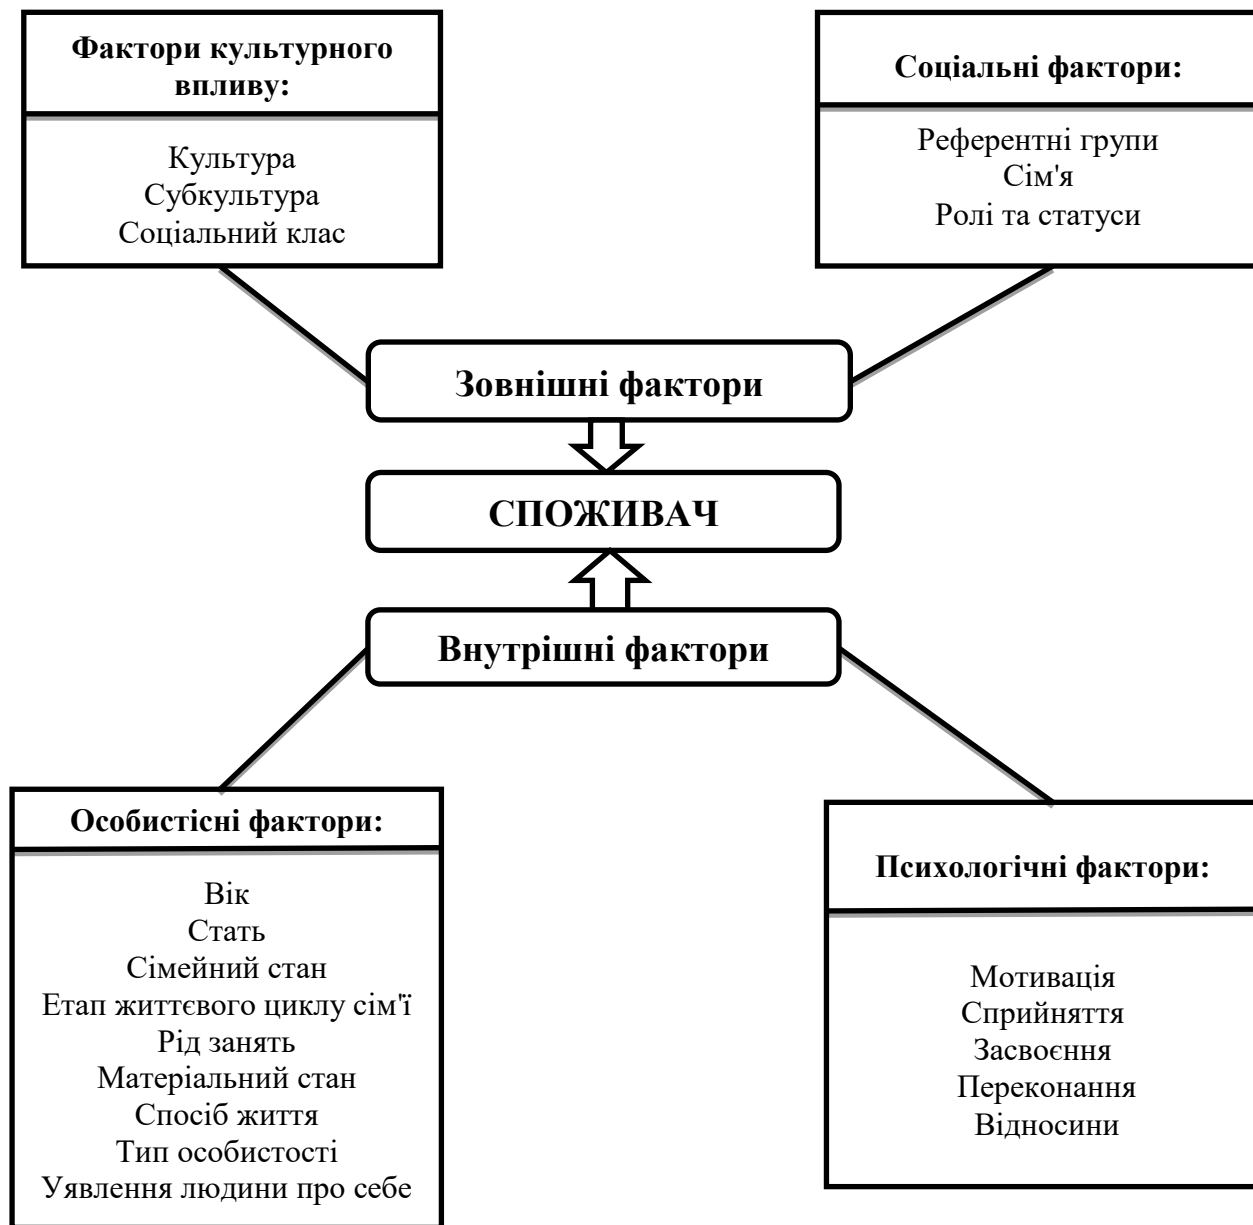 Фактори культурного
впливу:
Культура
Субкультура
Соціальний клас
Соціальні фактори:
Референтні групи
Сім'я
Ролі та статуси
Зовнішні фактори
СПОЖИВАЧ
Внутрішні фактори
Особистісні фактори:
Вік
Стать
Сімейний стан
Етап життєвого циклу сім'ї
Рід занять
Матеріальний стан
Спосіб життя
Тип особистості
Уявлення людини про себе
Психологічні фактори:
Мотивація
Сприйняття
Засвоєння
Переконання
Відносини